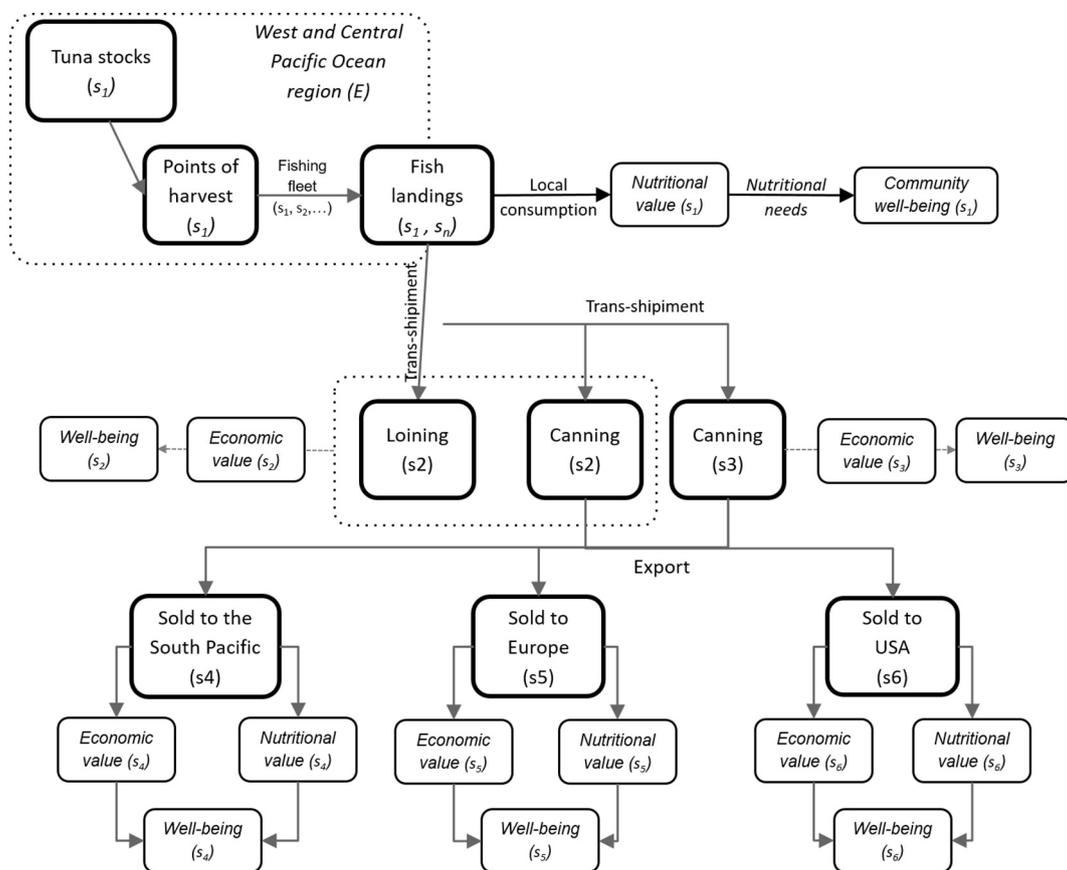 West and Central
Pacific Ocean
region (E)
Tuna stocks
(s1)
Points of
harvest
(s1)
Fishing
fleet
(s1, s2,...)
Fish
landings
(s1 , sn)
Local
consumption
Nutritional
value (s1)
Nutritional
needs
Community
well-being (s1)
Trans-shipiment
Trans-shipiment
Well-being
(s2)
Economic
value (s2)
Loining
(s2)
Canning
(s2)
Canning
(s3)
Economic
value (s3)
Well-being
(s3)
Export
Sold to the
South Pacific
(s4)
Sold to
Europe
(s5)
Sold to
USA
(s6)
Economic
value (s4)
Nutritional
value (s4)
Economic
value (s5)
Nutritional
value (s5)
Economic
value (s6)
Nutritional
value (s6)
Well-being
(s4)
Well-being
(s5)
Well-being
(s6)